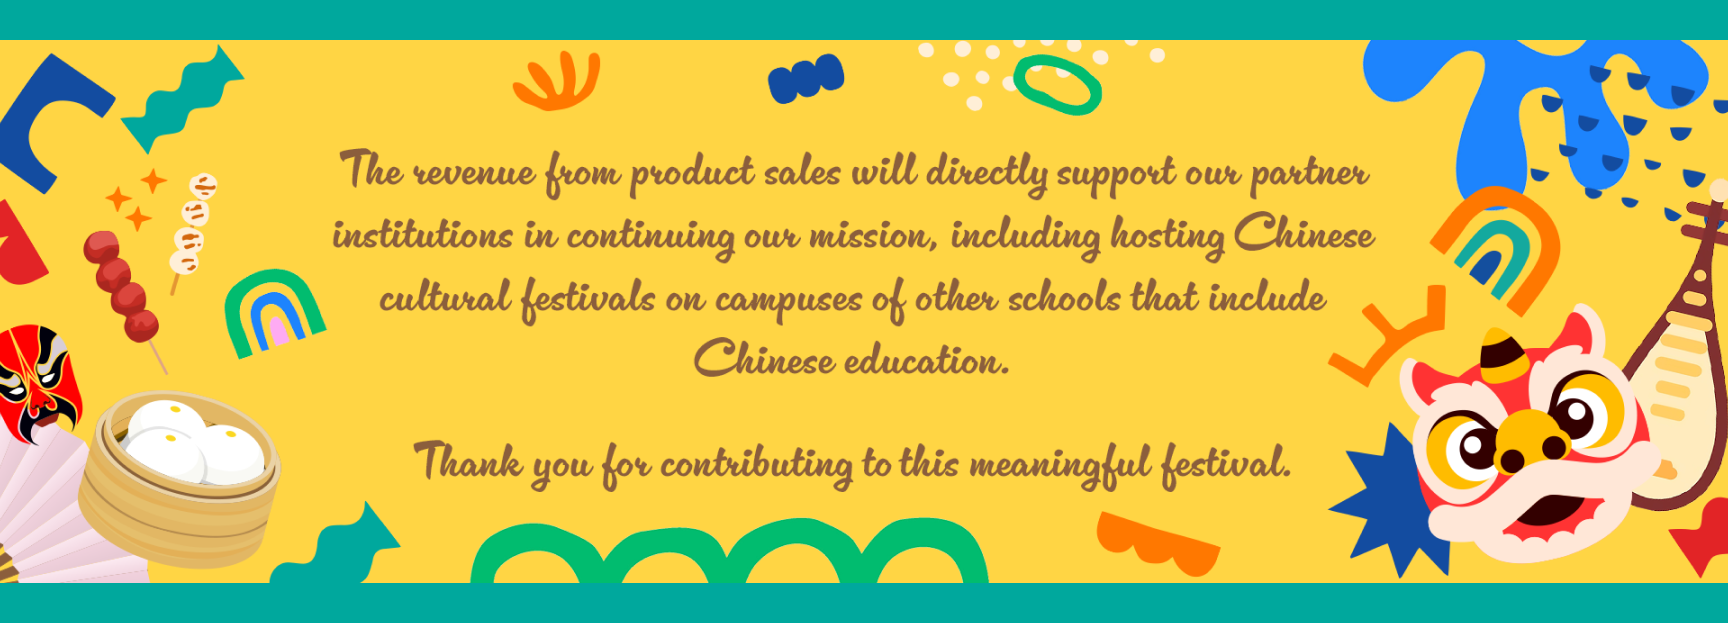 The revenue from product sales will directly support our partner
institutions in continuing our mission, including hosting Chinese
cultural festivals on campuses of other schools that include
Chinese education.
Thank you for contributing to this meaningful festival.